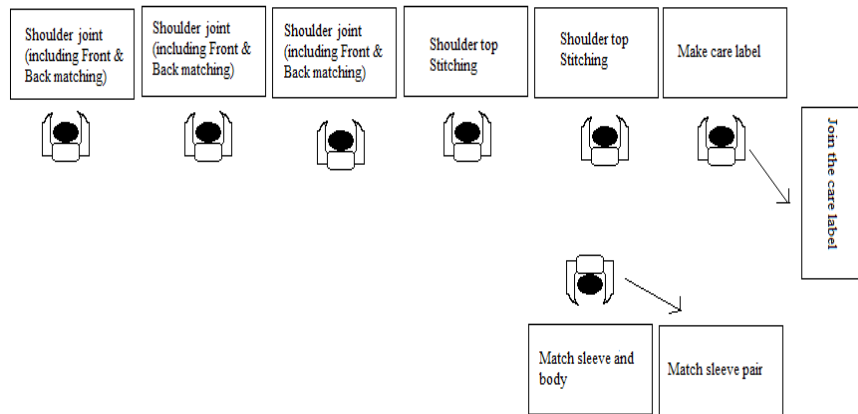 Shoulder joint
(including Front &
Back matching)
Shoulder joint
(including Front &
Back matching)
Shoulder joint
(including Front &
Back matching)
Shoulder top
Stitching
Shoulder top
Stitching
Make care label
Join the care label
Match sleeve and
body
Match sleeve pair